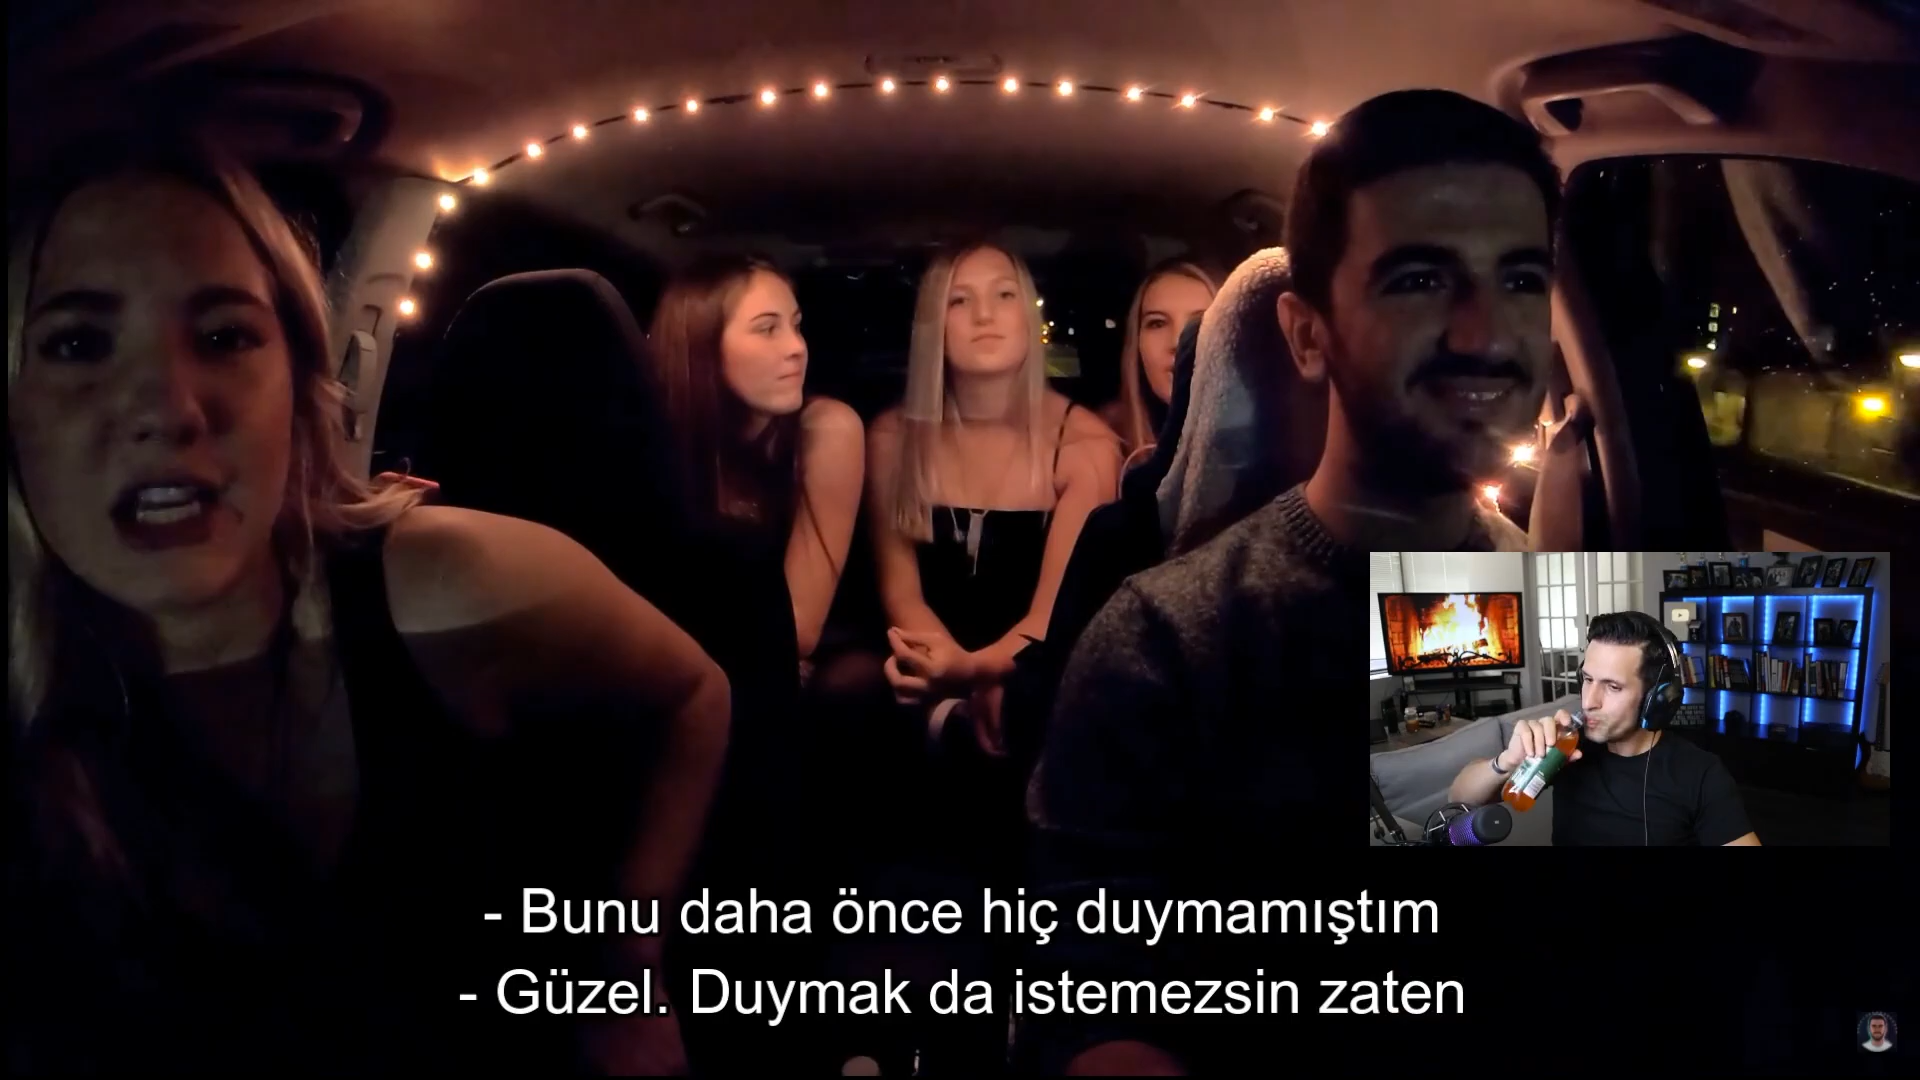 - Bunu daha önce hiç duymamıştım
- Güzel. Duymak da istemezsin zaten